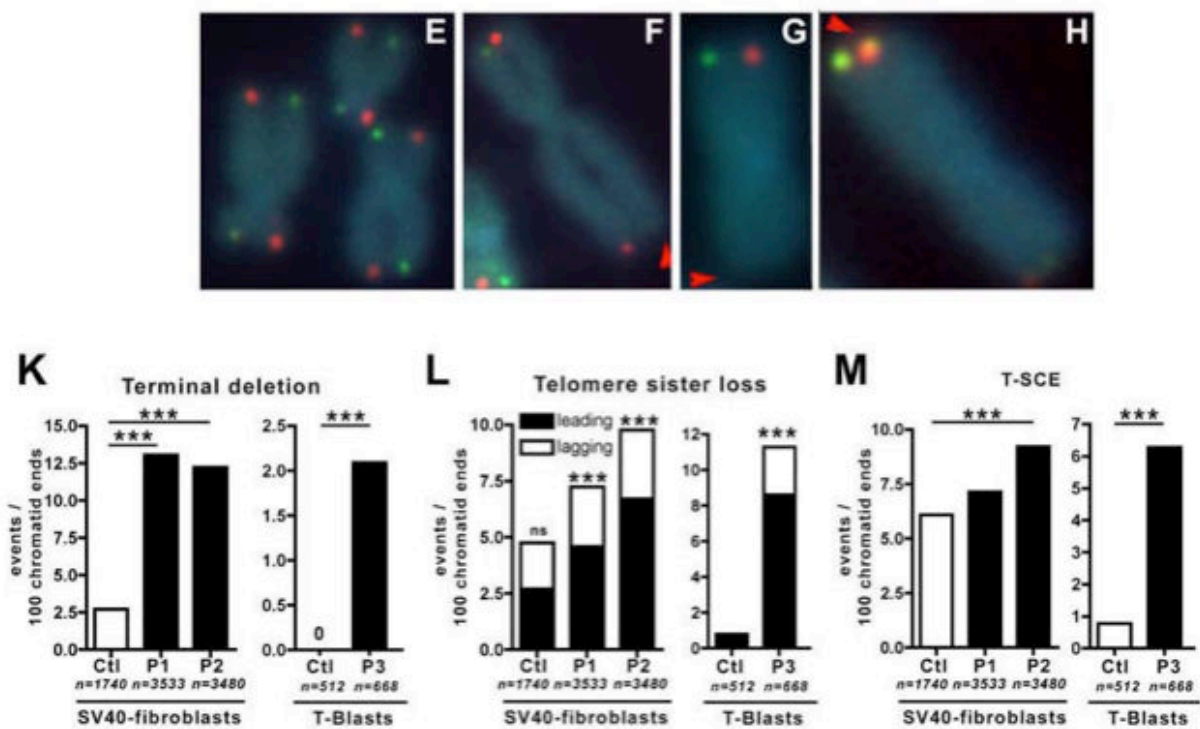 E F G H
K L M
Terminal deletion Telomere sister loss T-SCE
events /
100 chromatid ends
15.0
12.5
10.0
7.5
5.0
2.5
0.0
***
***
Ctl P1 P2
n=1740 n=3533 n=3480
SV40-fibroblasts
2.5
2.0
1.5
1.0
0.5
0.0
***
0
Ctl P3
n=512 n=668
T-Blasts
events /
100 chromatid ends
10.0
7.5
5.0
2.5
0.0
leading
lagging
ns
***
***
Ctl P1 P2
n=1740 n=3533 n=3480
SV40-fibroblasts
12
10
8
6
4
2
0
***
Ctl P3
n=512 n=668
T-Blasts
events /
100 chromatid ends
10.0
7.5
5.0
2.5
0.0
***
Ctl P1 P2
n=1740 n=3533 n=3480
SV40-fibroblasts
7
6
5
4
3
2
1
0
***
Ctl P3
n=512 n=668
T-Blasts